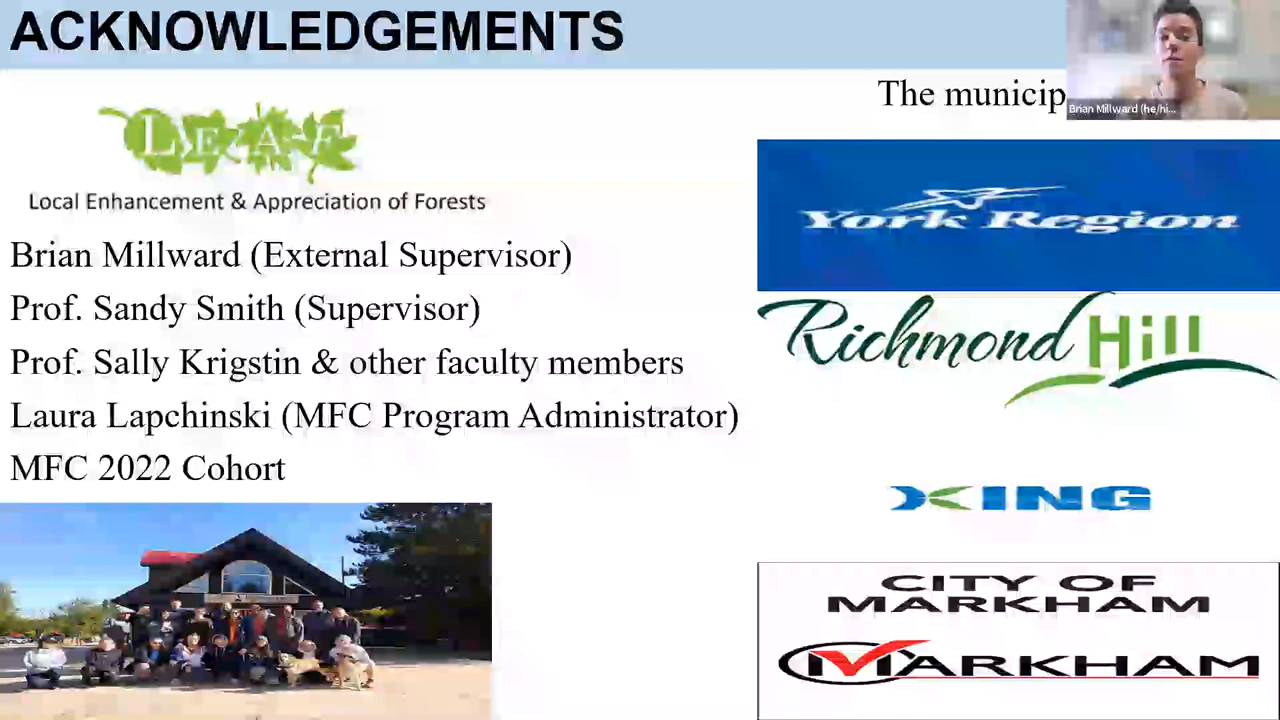 ACKNOWLEDGEMENTS
LEAF
Local Enhancement & Appreciation of Forests
Brian Millward (External Supervisor)
Prof. Sandy Smith (Supervisor)
Prof. Sally Krigstin & other faculty members
Laura Lapchinski (MFC Program Administrator)
MFC 2022 Cohort
The municip
Brian Millward (he/hi...
York Region
Richmond Hill
KING
CITY OF
MARKHAM
MARKHAM